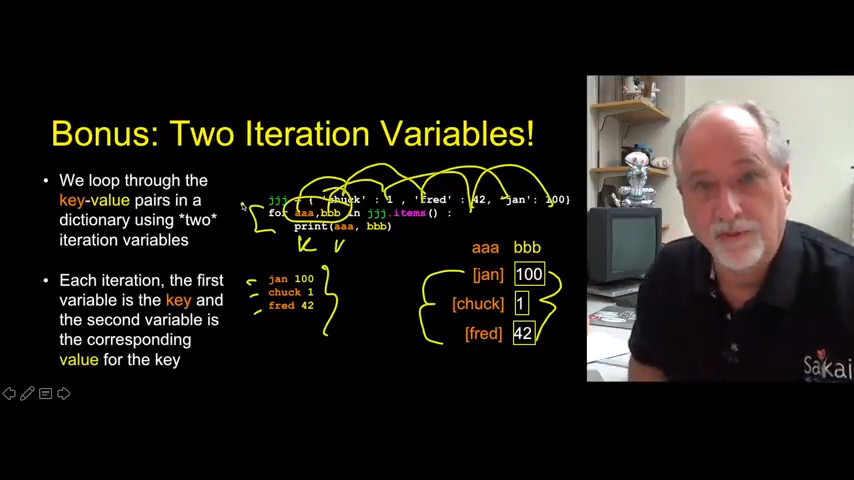 Bonus: Two Iteration Variables!
• We loop through the
key-value pairs in a
dictionary using *two*
iteration variables
• Each iteration, the first
variable is the key and
the second variable is
the corresponding
value for the key
jjj = { 'chuck' : 1 , 'fred' : 42, 'jan': 100}
for aaa,bbb in jjj.items() :
print(aaa, bbb)
K V
jan 100
chuck 1
fred 42
aaa bbb
[jan] 100
[chuck] 1
[fred] 42
Sakai